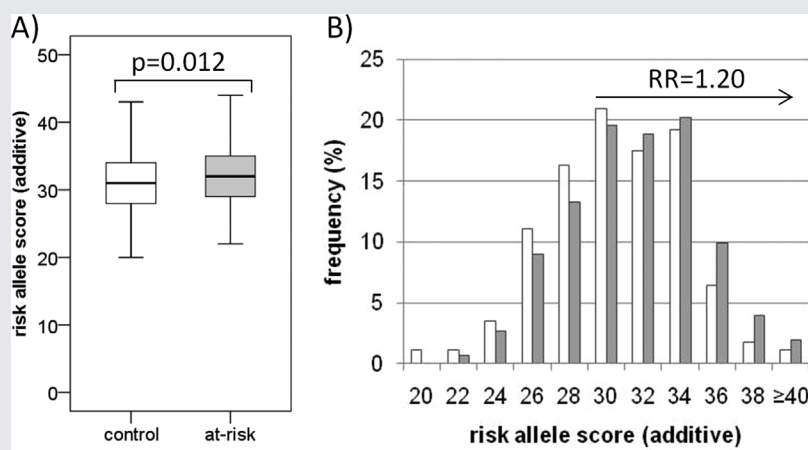 A)
p=0.012
50
40
30
20
10
0
risk allele score (additive)
control at-risk
B)
RR=1.20
25
20
15
10
5
0
frequency (%)
20 22 24 26 28 30 32 34 36 38 ≥40
risk allele score (additive)